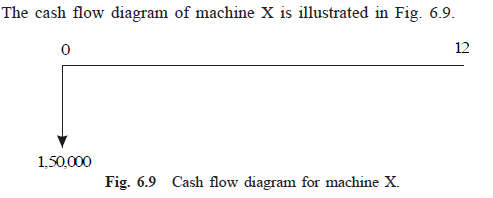 The cash flow diagram of machine X is illustrated in Fig. 6.9.
0 12
1,50,000
Fig. 6.9 Cash flow diagram for machine X.